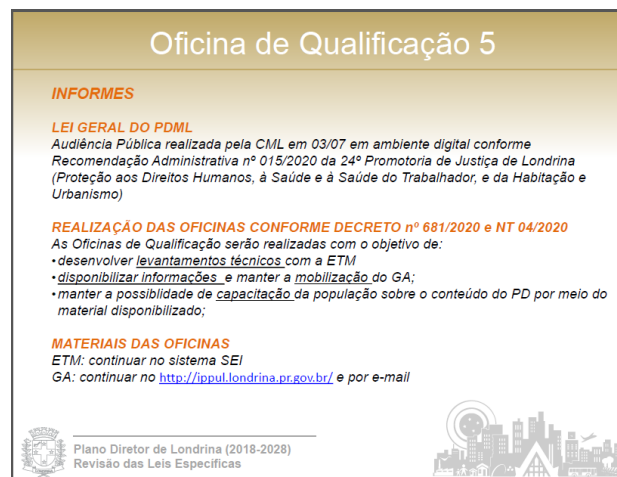 Oficina de Qualificação 5
INFORMES
LEI GERAL DO PDML
Audiência Pública realizada pela CML em 03/07 em ambiente digital conforme
Recomendação Administrativa nº 015/2020 da 24º Promotoria de Justiça de Londrina
(Proteção aos Direitos Humanos, à Saúde e à Saúde do Trabalhador, e da Habitação e
Urbanismo)
REALIZAÇÃO DAS OFICINAS CONFORME DECRETO nº 681/2020 e NT 04/2020
As Oficinas de Qualificação serão realizadas com o objetivo de:
•desenvolver levantamentos técnicos com a ETM
•disponibilizar informações e manter a mobilização do GA;
•manter a possiblidade de capacitação da população sobre o conteúdo do PD por meio do
material disponibilizado;
MATERIAIS DAS OFICINAS
ETM: continuar no sistema SEI
GA: continuar no http://ippul.londrina.pr.gov.br/ e por e-mail
Plano Diretor de Londrina (2018-2028)
Revisão das Leis Específicas